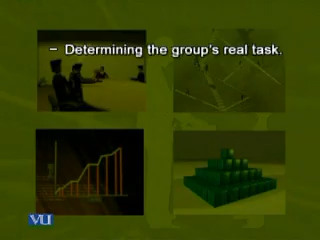 – Determining the group's real task.
VU